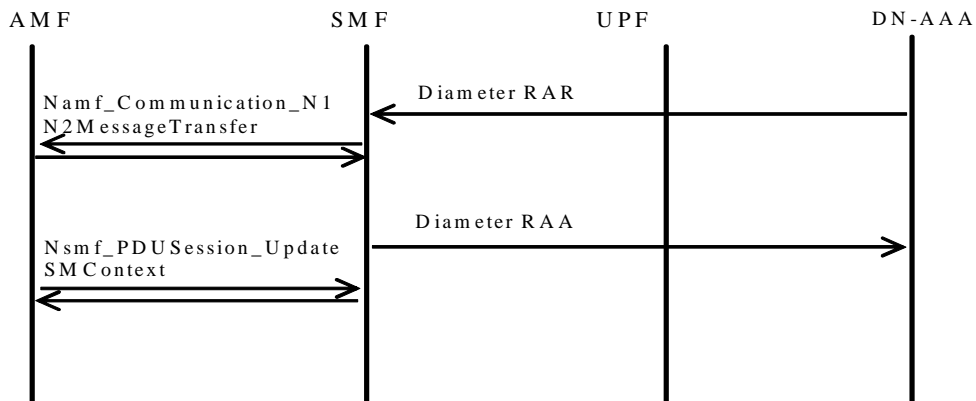 AMF SMF UPF DN-AAA
Diameter RAR
Namf_Communication_N1
N2MessageTransfer
Diameter RAA
Nsmf_PDUSession_Update
SMContext